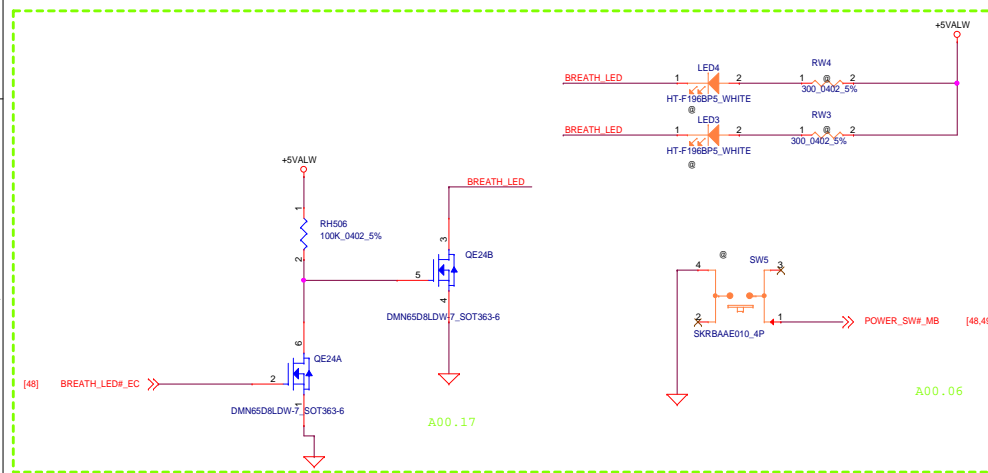 +5VALW
LED4
RW4
BREATH_LED
1
2
1
@
2
HT-F196BP5_WHITE
300_0402_5%
@
LED3
RW3
BREATH_LED
1
2
1
@
2
HT-F196BP5_WHITE
300_0402_5%
@
+5VALW
BREATH_LED
1
RH506
100K_0402_5%
2
3
QE24B
5
4
DMN65D8LDW-7_SOT363-6
@
SW5
4
3
2
1
SKRBAAE010_4P
POWER_SW#_MB
[48,49
6
QE24A
[48]
BREATH_LED#_EC
2
1
DMN65D8LDW-7_SOT363-6
A00.17
A00.06